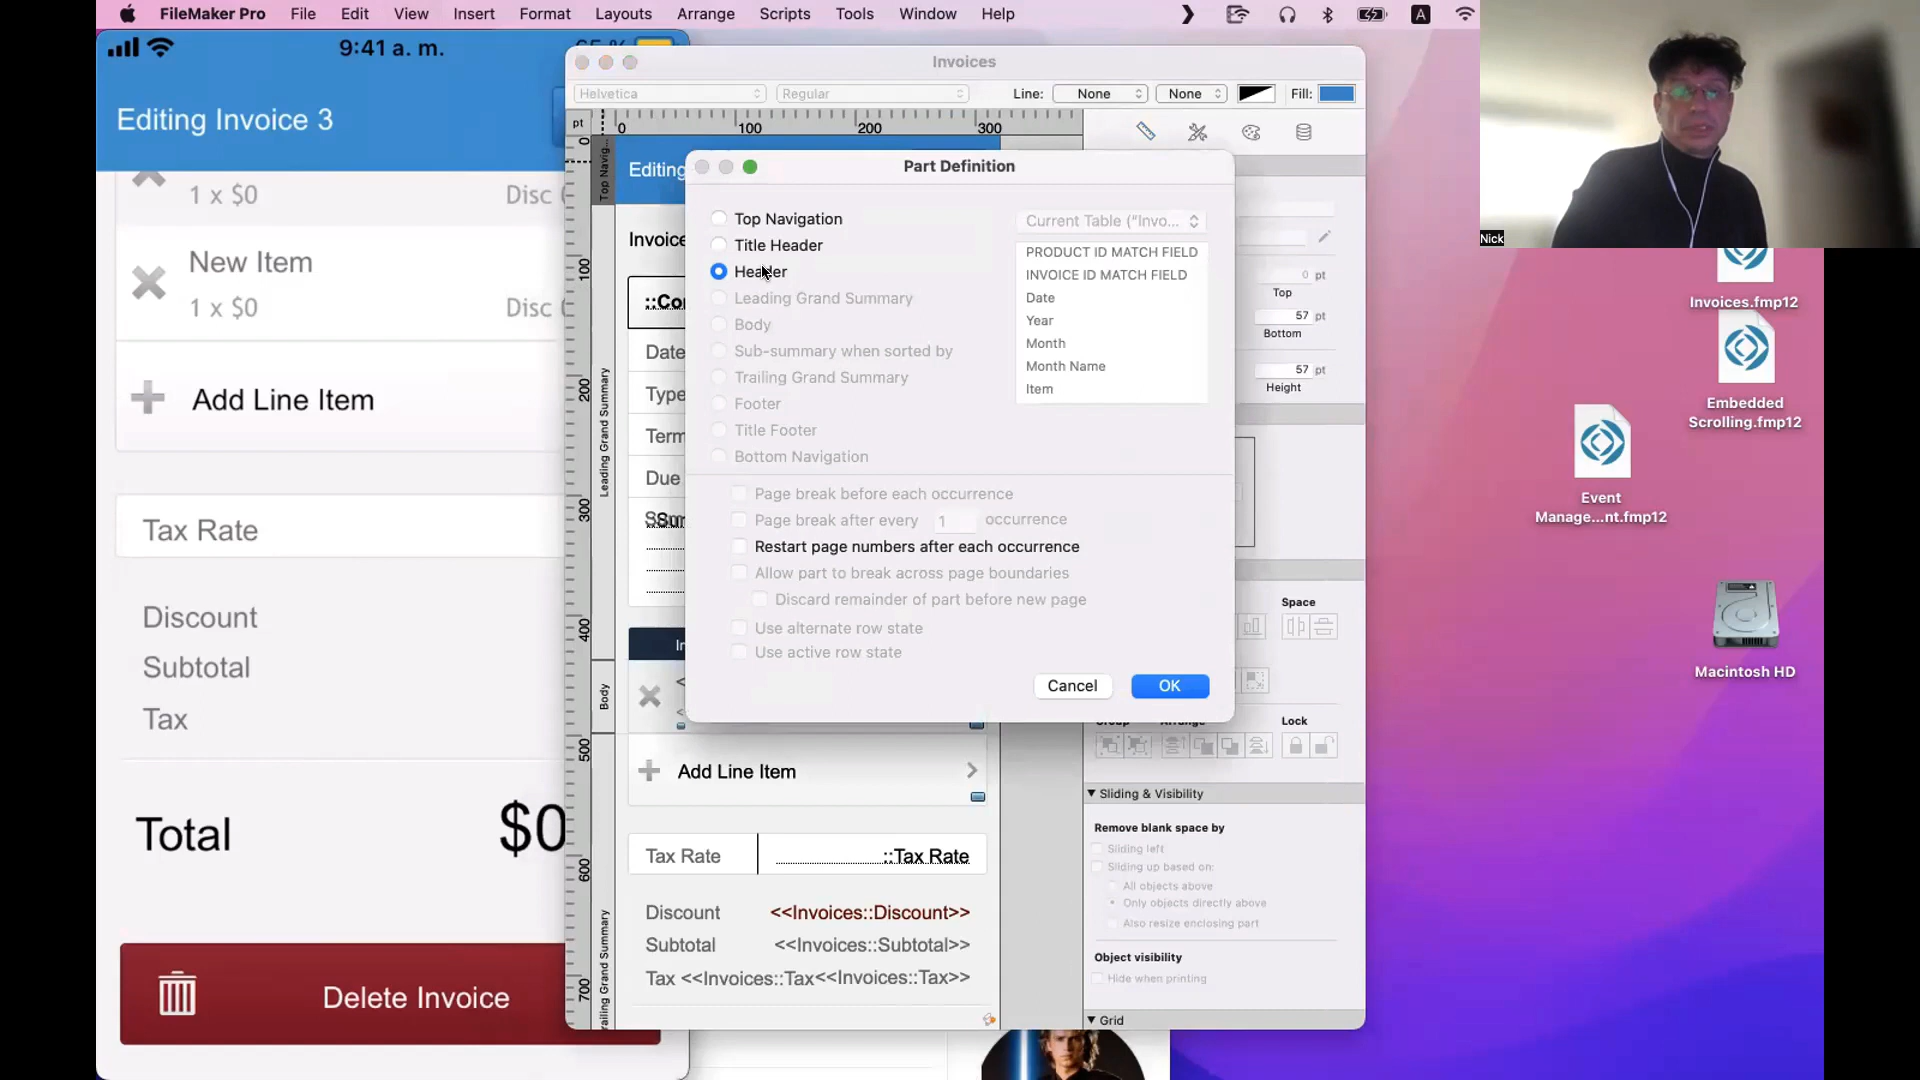 FileMaker Pro File Edit View Insert Format Layouts Arrange Scripts Tools Window Help A
9:41 a. m.
Editing Invoice 3
1 x $0 Disc
New Item
1 x $0 Disc
Add Line Item
Tax Rate
Discount
Subtotal
Tax
Total $0
Delete Invoice
Invoices
Helvetica Regular Line: None None Fill:
pt 0 100 200 300
0
100
200
300
400
500
600
700
Top Navig...
Leading Grand Summary
Body
railing Grand Summary
Editing
Invoice
::Cor
Date
Type
Term
Due
Part Definition
Top Navigation
Title Header
Header
Leading Grand Summary
Body
Sub-summary when sorted by
Trailing Grand Summary
Footer
Title Footer
Bottom Navigation
Current Table ("Invo...
PRODUCT ID MATCH FIELD
INVOICE ID MATCH FIELD
Date
Year
Month
Month Name
Item
Page break before each occurrence
Page break after every 1 occurrence
Restart page numbers after each occurrence
Allow part to break across page boundaries
Discard remainder of part before new page
Use alternate row state
Use active row state
Cancel OK
Add Line Item
Tax Rate ::Tax Rate
Discount <<Invoices::Discount>>
Subtotal <<Invoices::Subtotal>>
Tax <<Invoices::Tax<<Invoices::Tax>>
0 pt
Top
57 pt
Bottom
57 pt
Height
Space
Lock
Sliding & Visibility
Remove blank space by
Sliding left
Sliding up based on:
All objects above
Only objects directly above
Also resize enclosing part
Object visibility
Hide when printing
Grid
Nick
Invoices.fmp12
Embedded
Scrolling.fmp12
Event
Manage...nt.fmp12
Macintosh HD